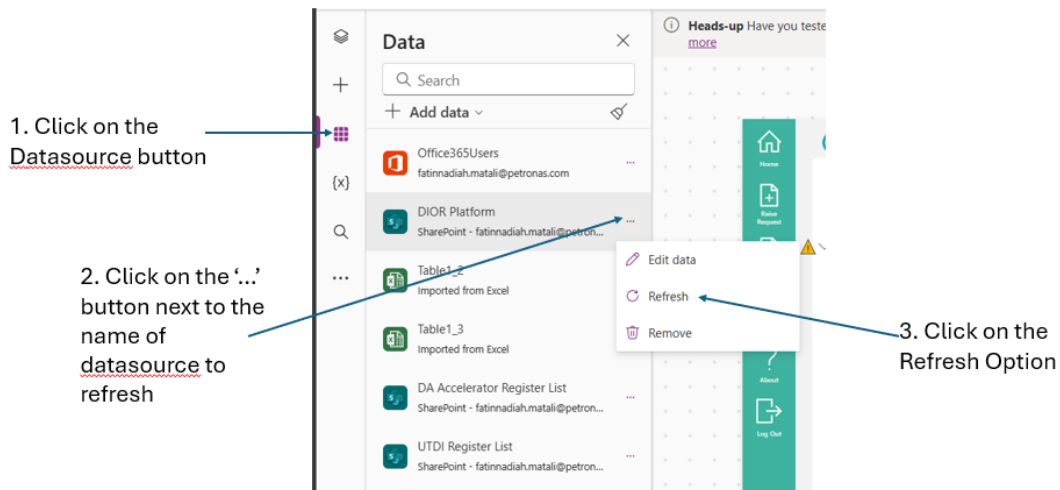 1. Click on the
Datasource button
2. Click on the ‘...’
button next to the
name of
datasource to
refresh
Data
Search
Add data
Office365Users
fatinnadiah.matali@petronas.com
...
DIOR Platform
SharePoint - fatinnadiah.matali@petron...
...
Table1_2
Imported from Excel
Table1_3
Imported from Excel
DA Accelerator Register List
SharePoint - fatinnadiah.matali@petron...
...
UTDI Register List
SharePoint - fatinnadiah.matali@petron...
...
{x}
...
Edit data
Refresh
Remove
Heads-up Have you teste
more
Home
Raise
Request
About
Log Out
3. Click on the
Refresh Option